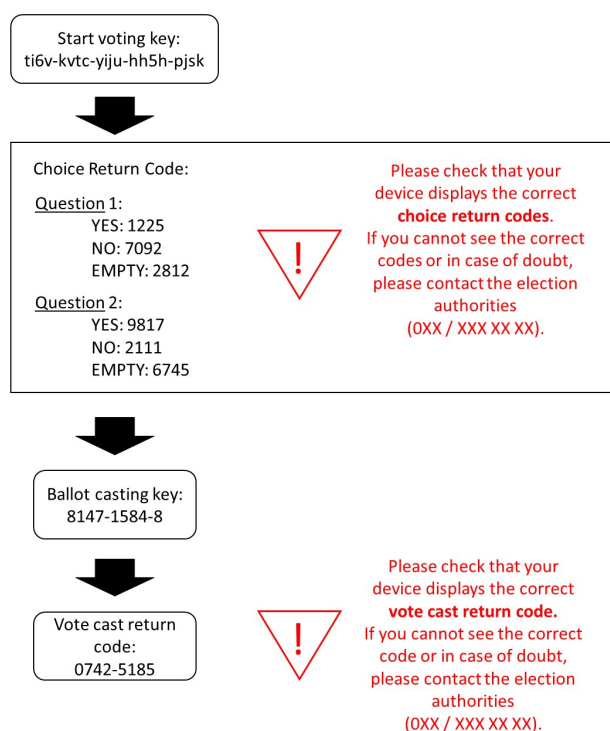 Start voting key:
ti6v-kvtc-yiju-hh5h-pjsk
Choice Return Code:
Question 1:
YES: 1225
NO: 7092
EMPTY: 2812
Question 2:
YES: 9817
NO: 2111
EMPTY: 6745
!
Please check that your
device displays the correct
choice return codes.
If you cannot see the correct
codes or in case of doubt,
please contact the election
authorities
(0XX / XXX XX XX).
Ballot casting key:
8147-1584-8
Vote cast return
code:
0742-5185
!
Please check that your
device displays the correct
vote cast return code.
If you cannot see the correct
code or in case of doubt,
please contact the election
authorities
(0XX / XXX XX XX).